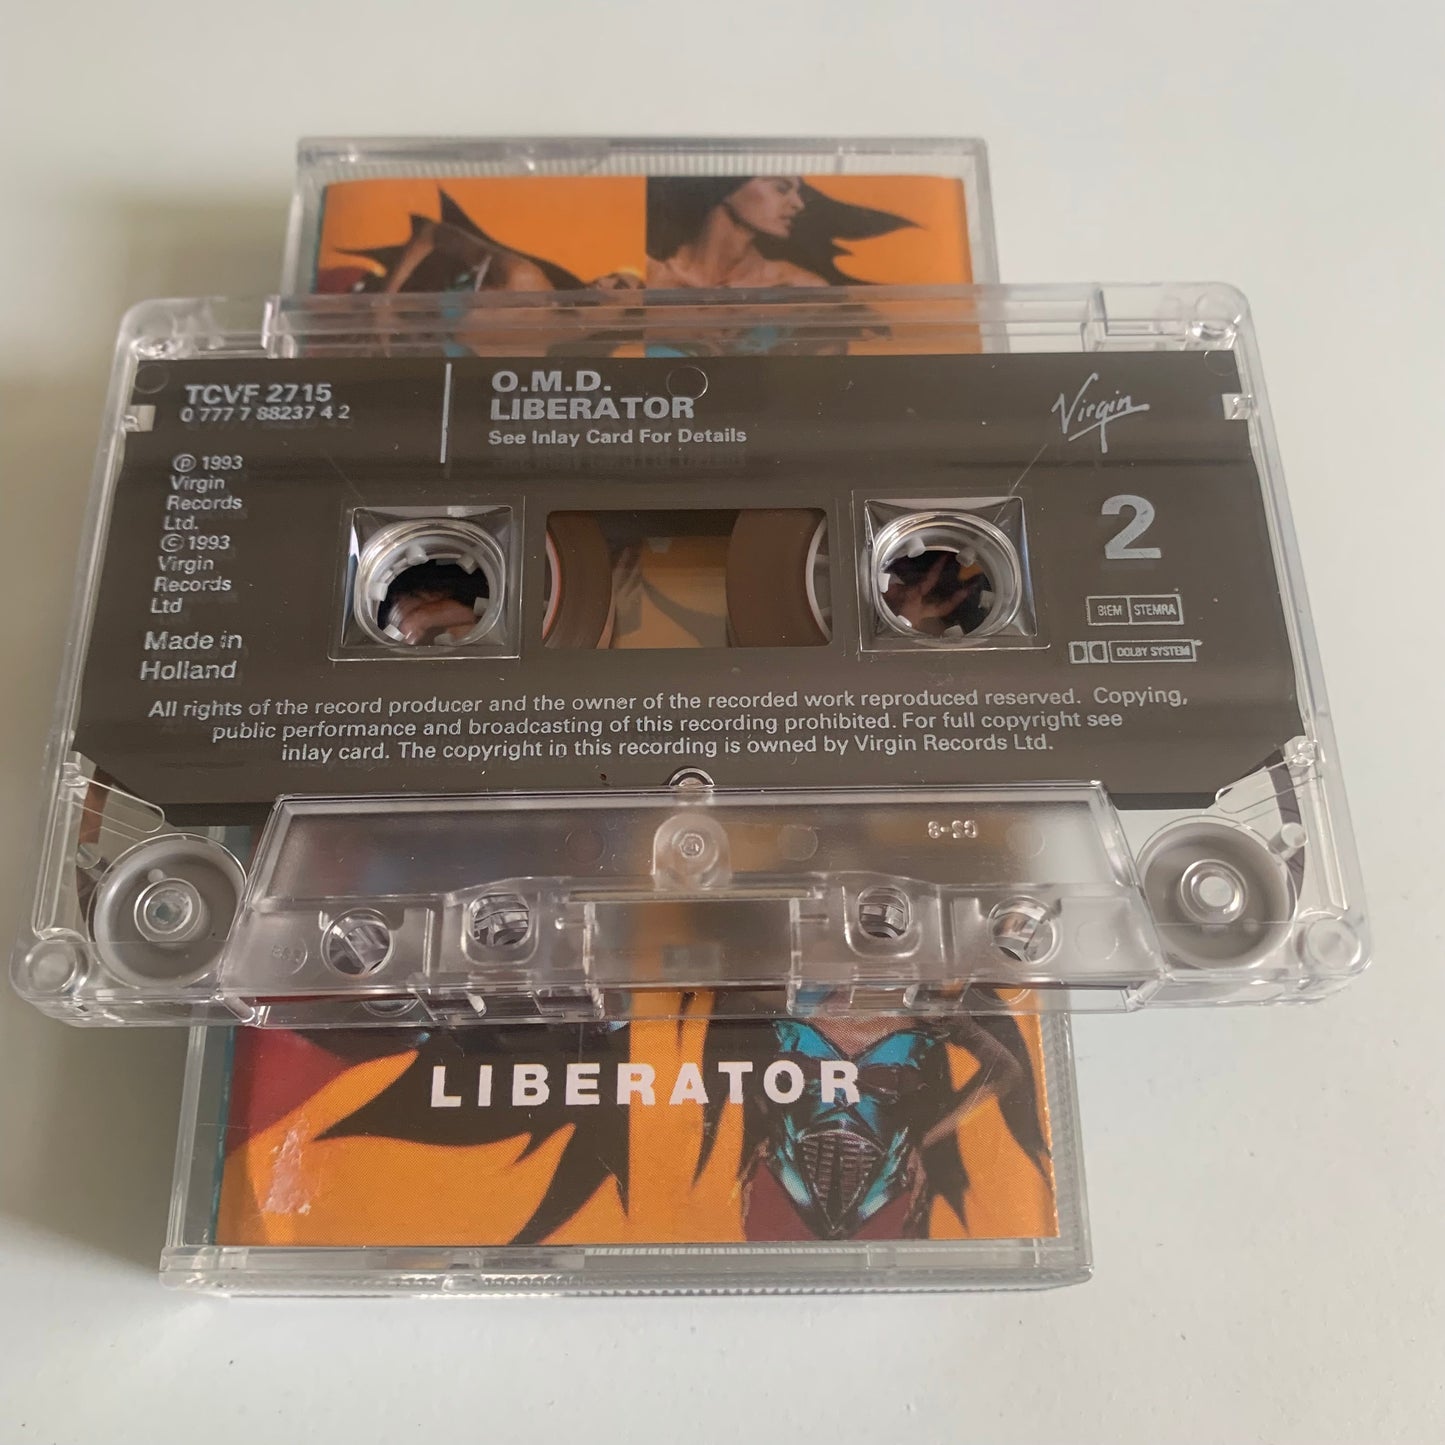 TCVF 2715
0 777 7 88237 4 2
O.M.D.
LIBERATOR
See Inlay Card For Details
Virgin
℗ 1993
Virgin
Records
Ltd.
© 1993
Virgin
Records
Ltd
Made in
Holland
2
BIEM STEMRA
DOLBY SYSTEM
All rights of the record producer and the owner of the recorded work reproduced reserved. Copying,
public performance and broadcasting of this recording prohibited. For full copyright see
inlay card. The copyright in this recording is owned by Virgin Records Ltd.
LIBERATOR